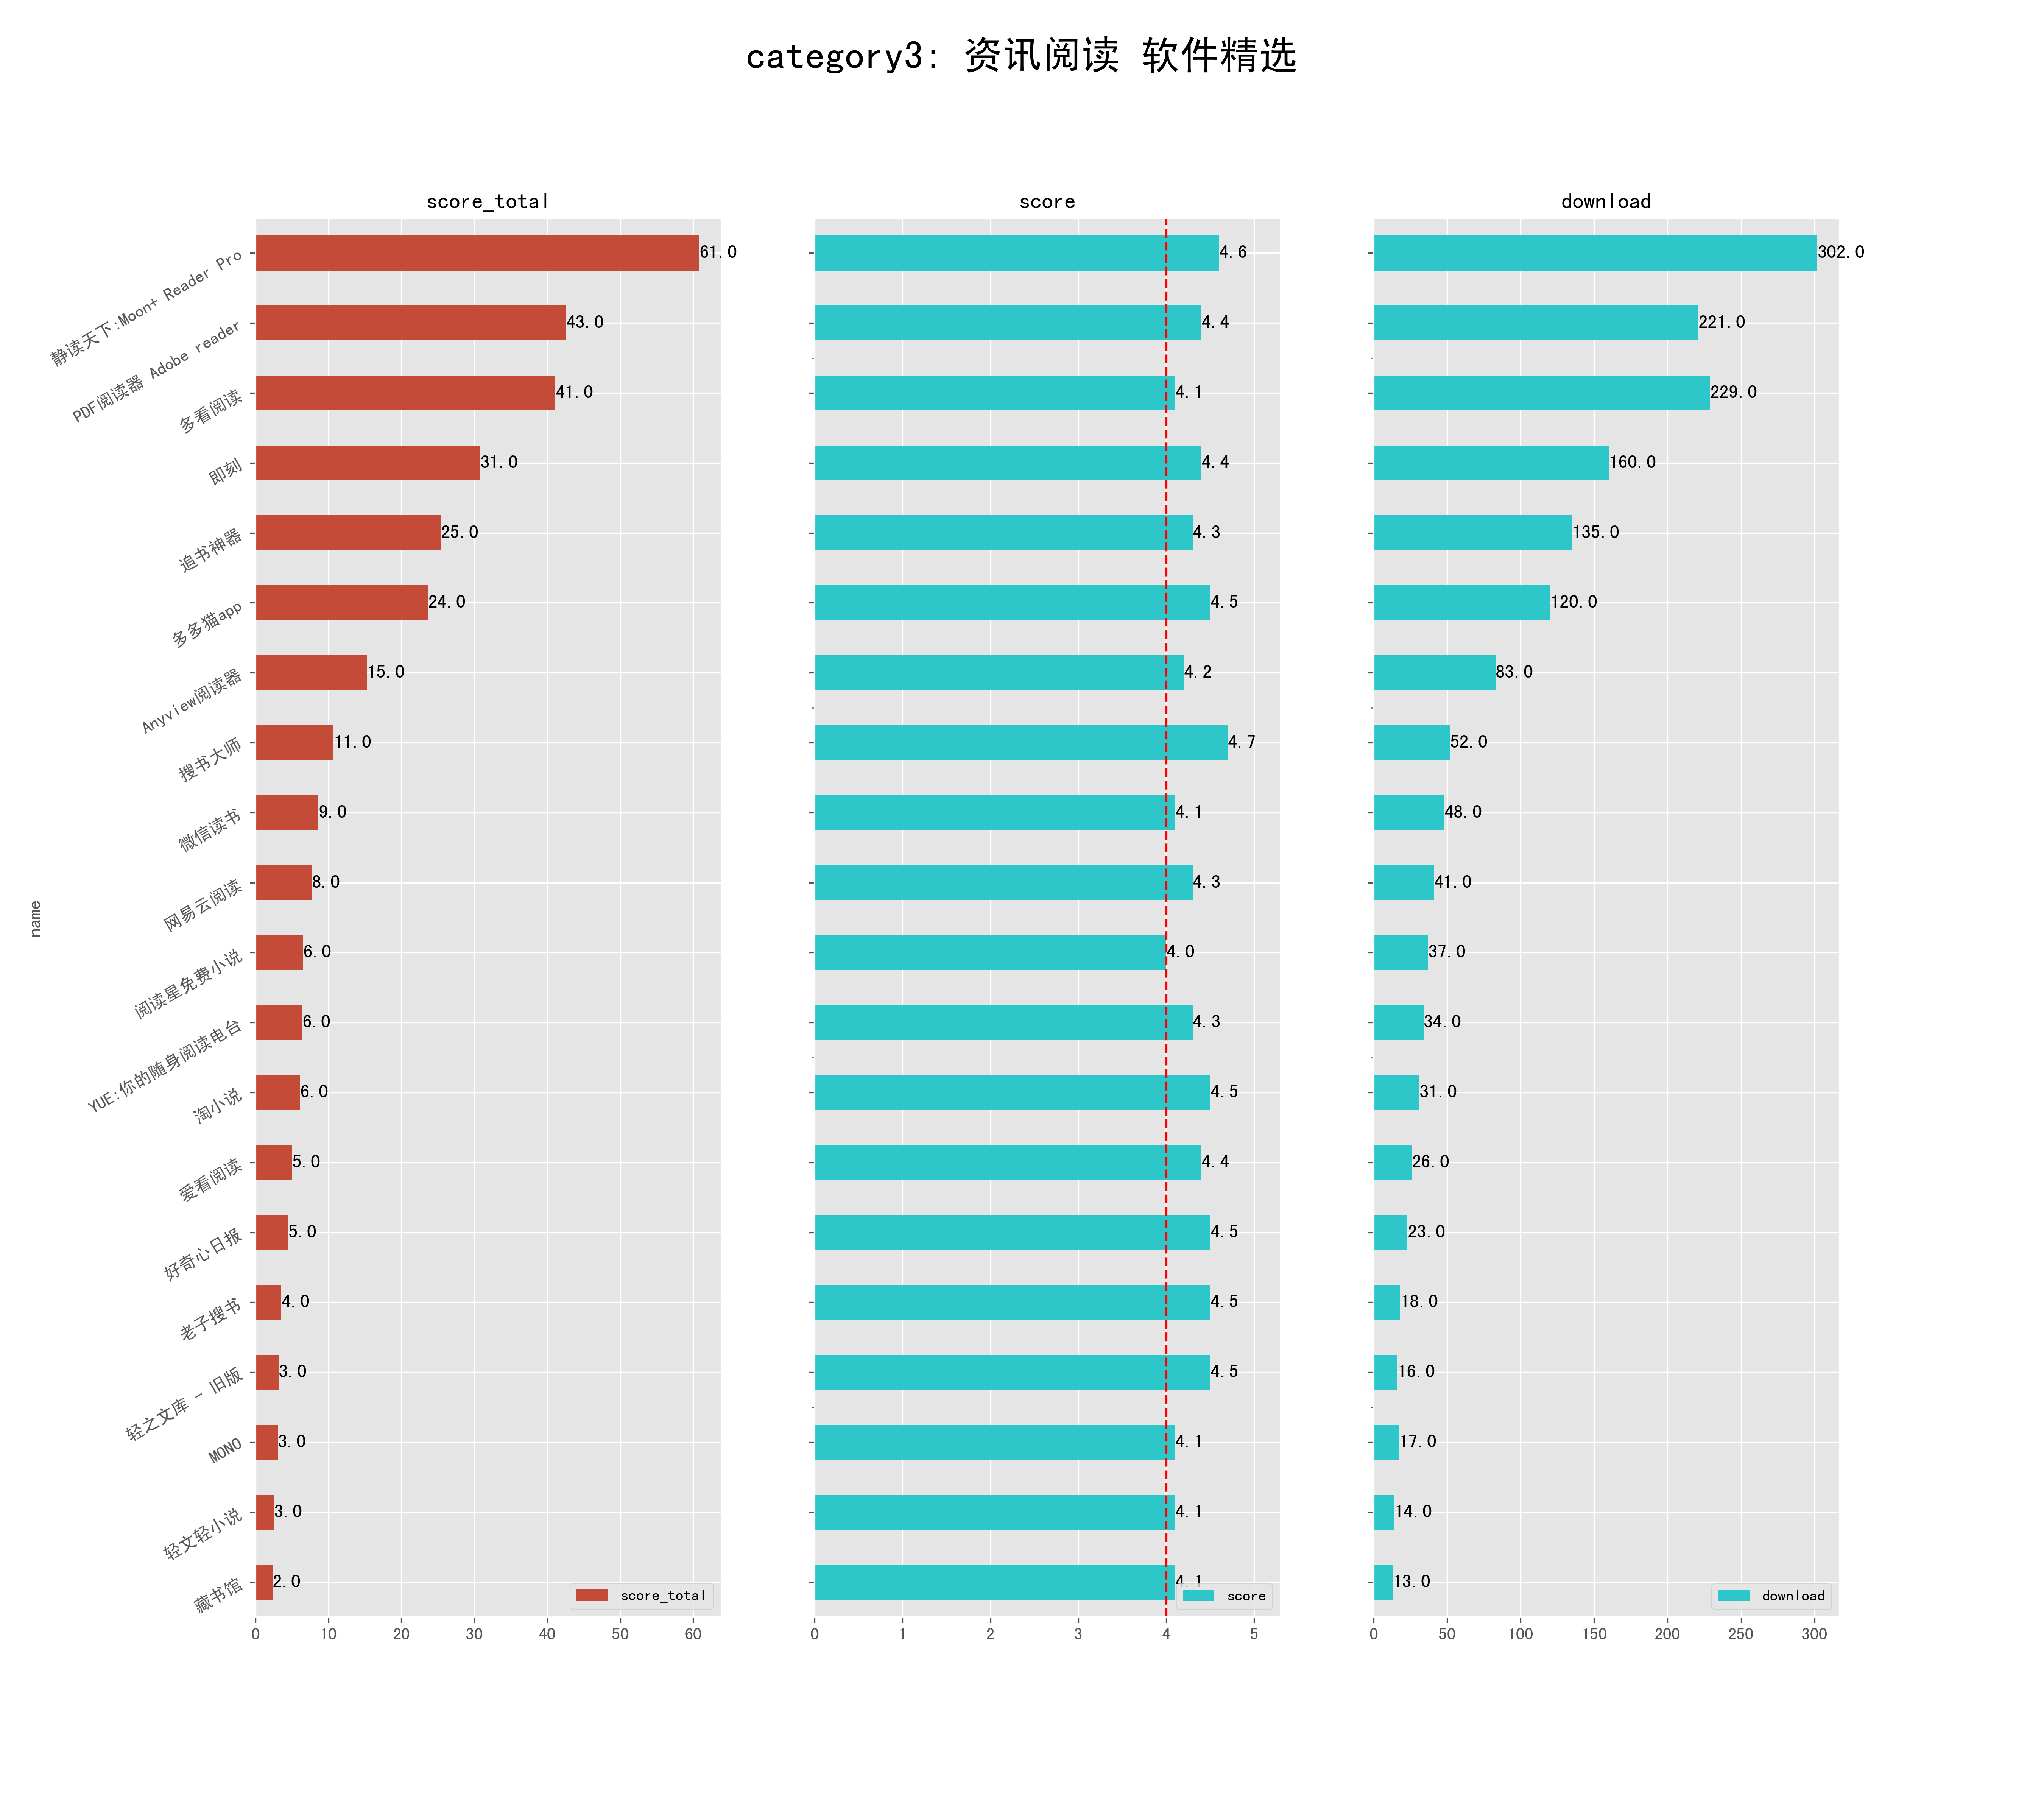 category3: 资讯阅读 软件精选
score_total
score
download
name
静读天下:Moon+ Reader Pro
61.0
4.6
302.0
PDF阅读器 Adobe reader
43.0
4.4
221.0
多看阅读
41.0
4.1
229.0
即刻
31.0
4.4
160.0
追书神器
25.0
4.3
135.0
多多猫app
24.0
4.5
120.0
Anyview阅读器
15.0
4.2
83.0
搜书大师
11.0
4.7
52.0
微信读书
9.0
4.1
48.0
网易云阅读
8.0
4.3
41.0
阅读星免费小说
6.0
4.0
37.0
YUE:你的随身阅读电台
6.0
4.3
34.0
淘小说
6.0
4.5
31.0
爱看阅读
5.0
4.4
26.0
好奇心日报
5.0
4.5
23.0
老子搜书
4.0
4.5
18.0
轻之文库 - 旧版
3.0
4.5
16.0
MONO
3.0
4.1
17.0
轻文轻小说
3.0
4.1
14.0
藏书馆
2.0
4.1
13.0
score_total
score
download
0 10 20 30 40 50 60
0 1 2 3 4 5
0 50 100 150 200 250 300